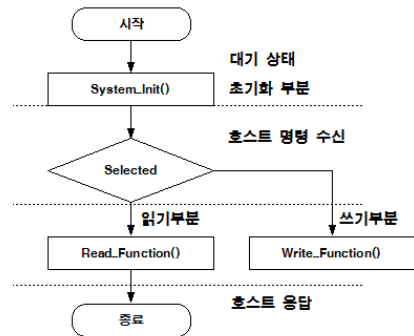 시작
대기 상태
System_Init()
초기화 부분
호스트 명령 수신
Selected
읽기부분
쓰기부분
Read_Function()
Write_Function()
호스트 응답
종료